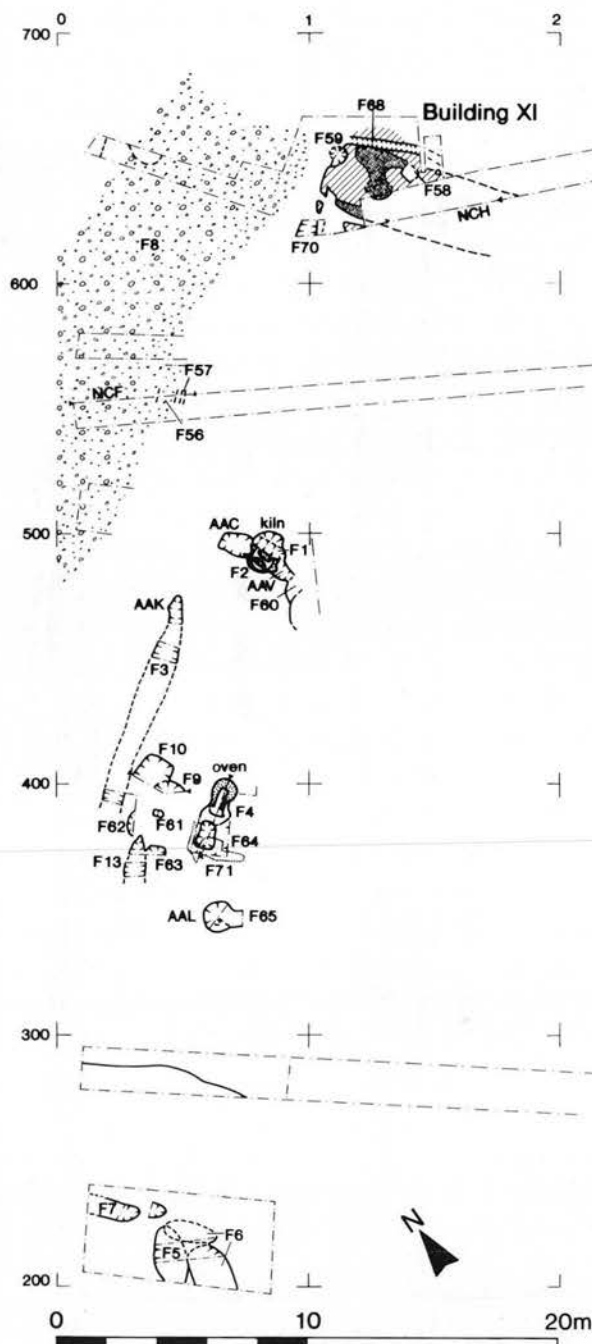 0 1 2
700
F68
Building XI
F59
F58
NCH
F8
F70
600
F57
NCF
F56
AAC kiln
500
F1
F2
AAV
F60
AAK
F3
F10
oven
F9
400
F4
F62 F61
F64
F13 F63
F71
AAL F65
300
N
F7
F6
F5
200
0 10 20m